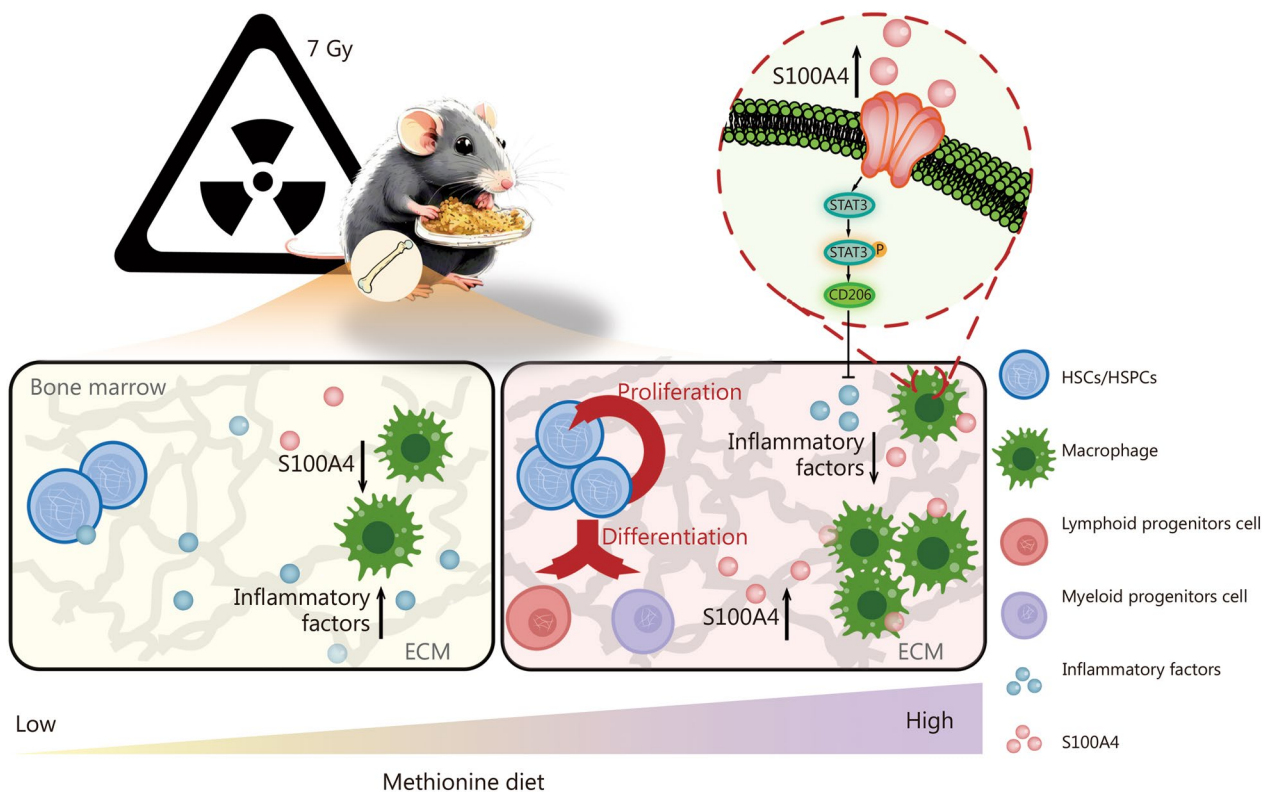 7 Gy
S100A4
STAT3
STAT3
P
CD206
Bone marrow
S100A4
Inflammatory
factors
ECM
Proliferation
Differentiation
Inflammatory
factors
S100A4
ECM
HSCs/HSPCs
Macrophage
Lymphoid progenitors cell
Myeloid progenitors cell
Inflammatory factors
S100A4
Low
High
Methionine diet